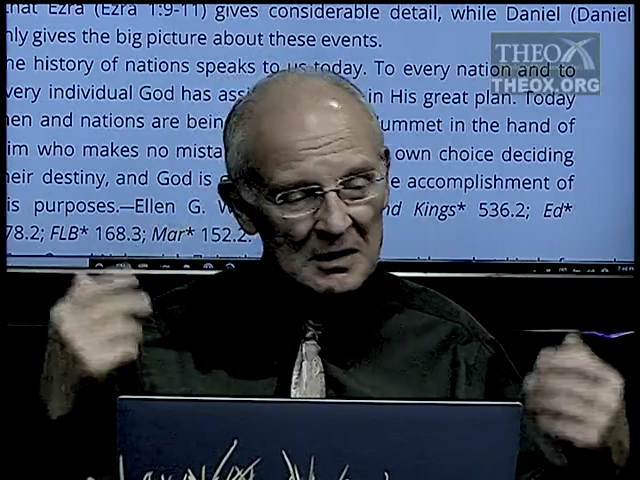 that Ezra (Ezra 1:9-11) gives considerable detail, while Daniel (Daniel
nly gives the big picture about these events.
he history of nations speaks to us today. To every nation and to
very individual God has assi in His great plan. Today
en and nations are bein ummet in the hand of
im who makes no mista own choice deciding
heir destiny, and God is e accomplishment of
is purposes.—Ellen G. W nd Kings* 536.2; Ed*
78.2; FLB* 168.3; Mar* 152.2.
THEOX
THEOX.ORG